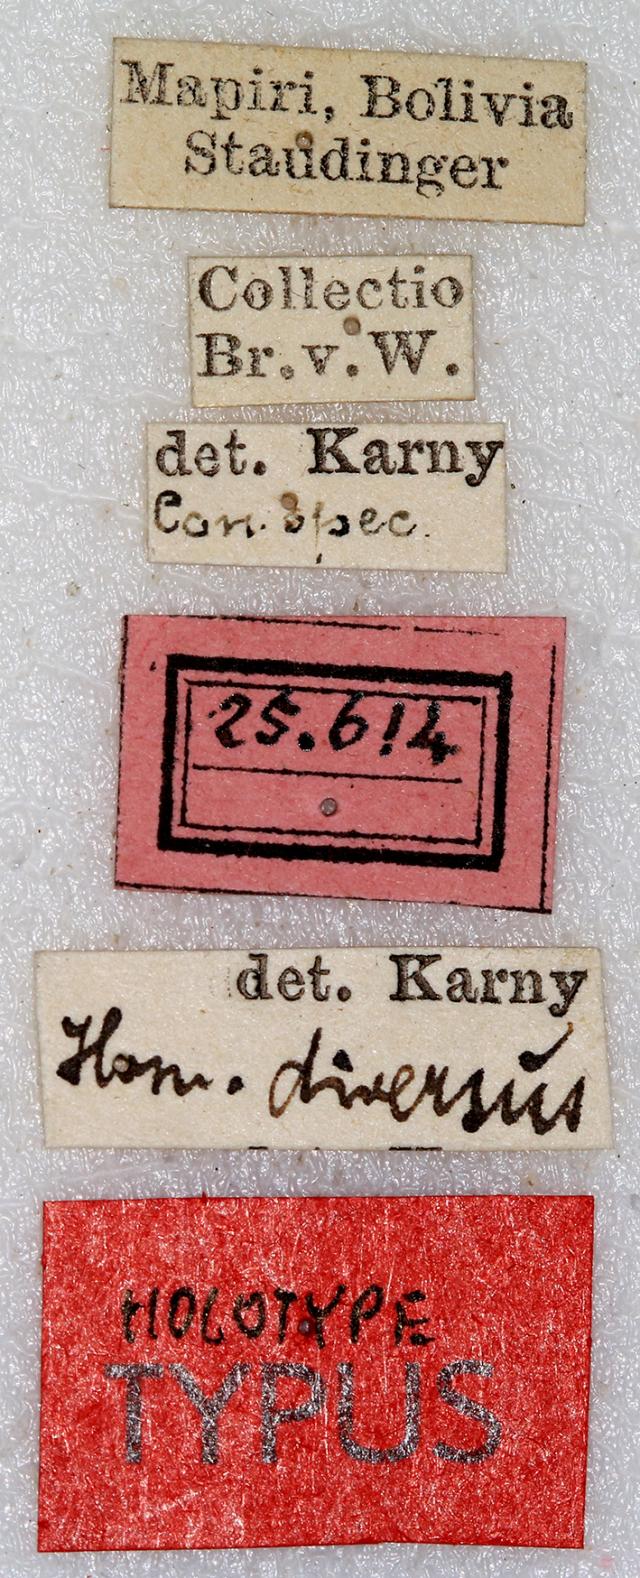 Mapiri, Bolivia
Staudinger
Collectio
Br. v. W.
det. Karny
Con. spec.
25.614
det. Karny
Hom. diversus
HOLOTYPE
TYPUS